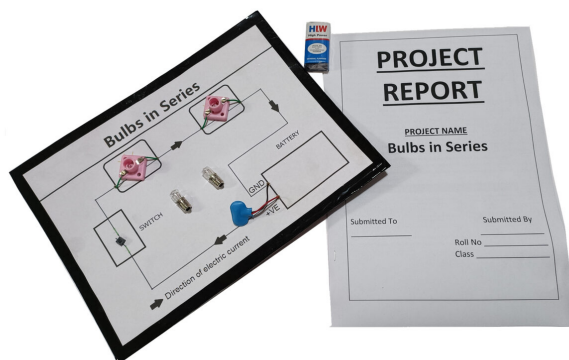 Bulbs in Series
BATTERY
GND
+VE
SWITCH
Direction of electric current
HW
PROJECT
REPORT
PROJECT NAME
Bulbs in Series
Submitted To
Submitted By
Roll No
Class